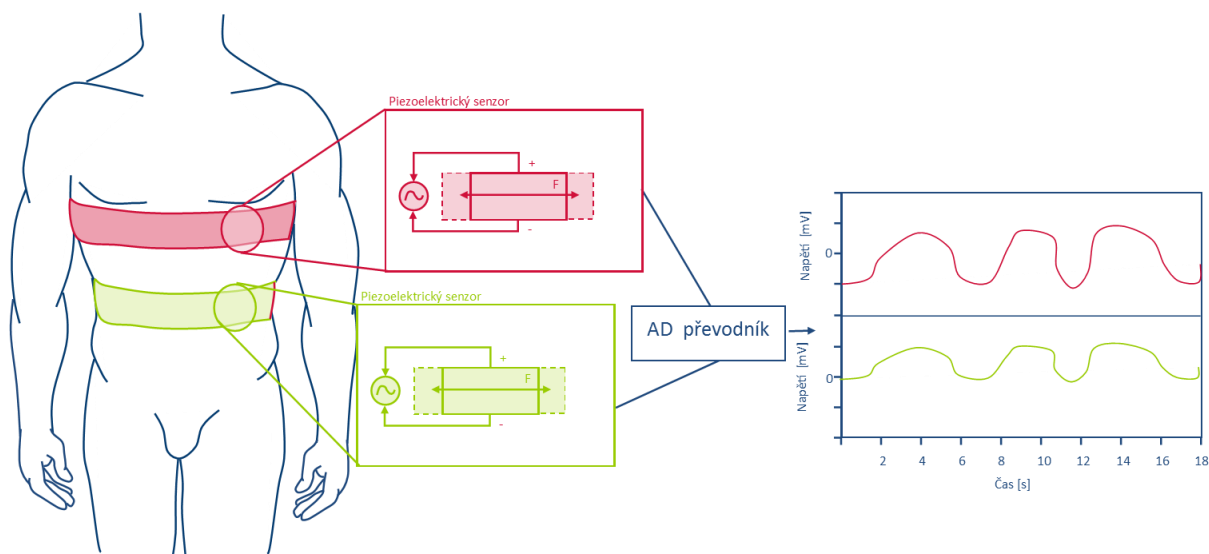 Piezoelektrický senzor
+
F
-
Piezoelektrický senzor
+
F
-
AD převodník
Napětí [mV]
0
Napětí [mV]
0
2 4 6 8 10 12 14 16 18
Čas [s]